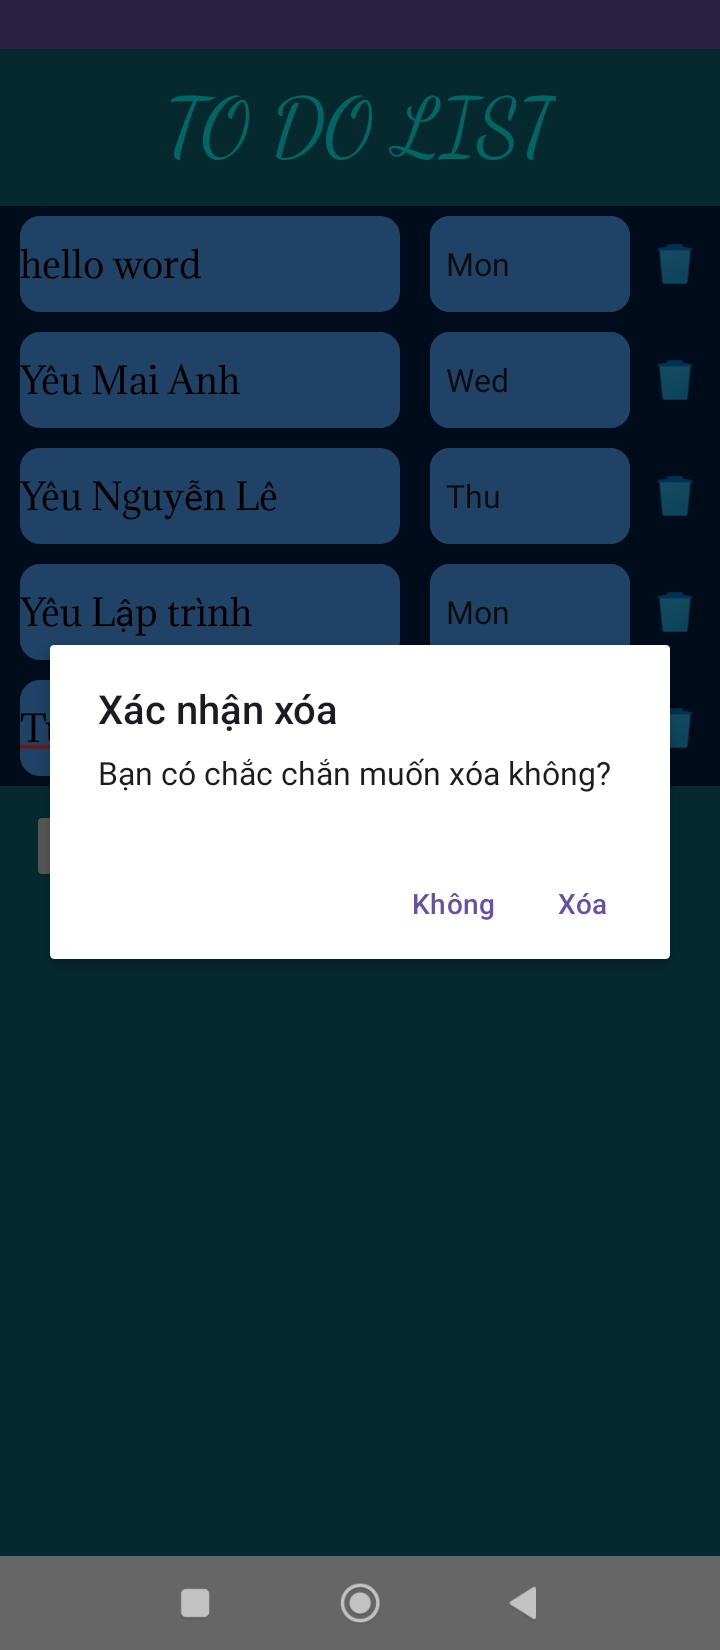 TO DO LIST
hello word
Mon
Yêu Mai Anh
Wed
Yêu Nguyễn Lê
Thu
Yêu Lập trình
Mon
Xác nhận xóa
Bạn có chắc chắn muốn xóa không?
Không
Xóa